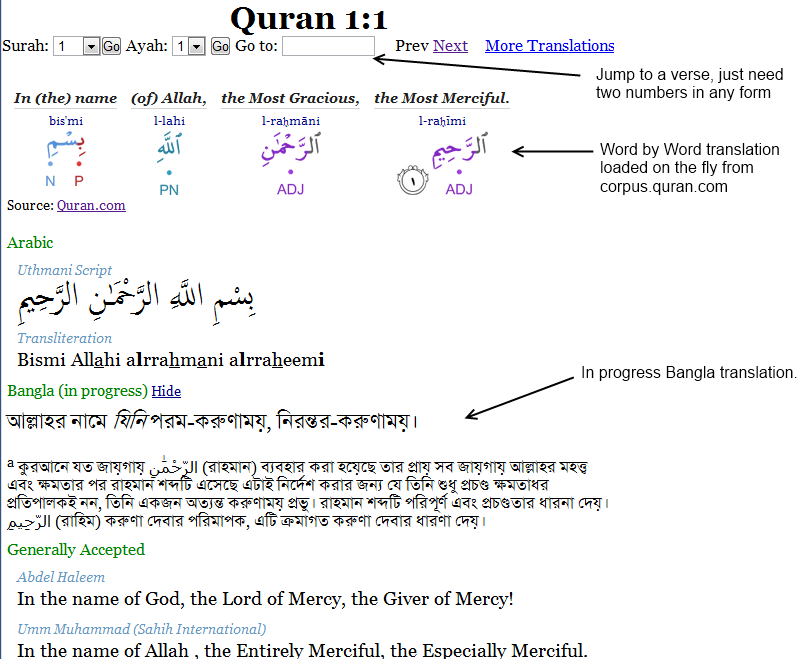 Quran 1:1
Surah: 1 Go Ayah: 1 Go Go to: Prev Next More Translations
Jump to a verse, just need
two numbers in any form
In (the) name (of) Allah, the Most Gracious, the Most Merciful.
bis'mi l-lahi l-raḥmāni l-raḥīmi
بِسْمِ ٱللَّهِ ٱلرَّحْمَٰنِ ٱلرَّحِيمِ ١
N P PN ADJ ADJ
Word by Word translation
loaded on the fly from
corpus.quran.com
Source: Quran.com
Arabic
Uthmani Script
بِسْمِ اللَّهِ الرَّحْمَٰنِ الرَّحِيمِ
Transliteration
Bismi Allahi alrrahmani alrraheemi
Bangla (in progress) Hide
In progress Bangla translation.
আল্লাহর নামে যিনি পরম-করুণাময়, নিরন্তর-করুণাময়।
a কুরআনে যত জায়গায় الرَّحْمَٰنِ (রাহমান) ব্যবহার করা হয়েছে তার প্রায় সব জায়গায় আল্লাহর মহত্ত্ব
এবং ক্ষমতার পর রাহমান শব্দটি এসেছে এটাই নির্দেশ করার জন্য যে তিনি শুধু প্রচণ্ড ক্ষমতাধর
প্রতিপালকই নন, তিনি একজন অত্যন্ত করুণাময় প্রভু। রাহমান শব্দটি পরিপূর্ণ এবং প্রচণ্ডতার ধারনা দেয়।
الرَّحِيمِ (রাহিম) করুণা দেবার পরিমাপক, এটি ক্রমাগত করুণা দেবার ধারণা দেয়।
Generally Accepted
Abdel Haleem
In the name of God, the Lord of Mercy, the Giver of Mercy!
Umm Muhammad (Sahih International)
In the name of Allah , the Entirely Merciful, the Especially Merciful.